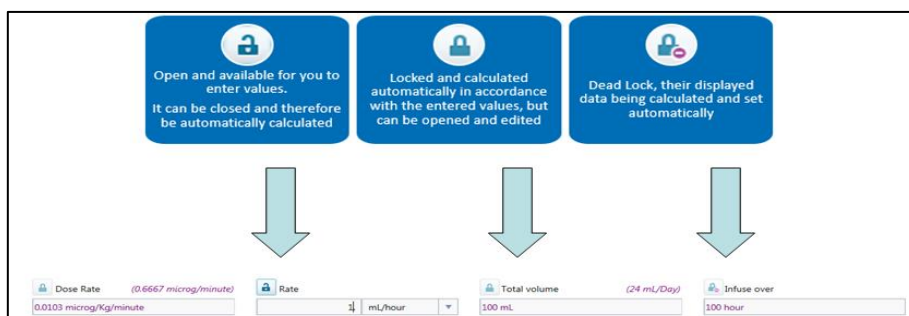 Open and available for you to
enter values.
It can be closed and therefore
be automatically calculated
Locked and calculated
automatically in accordance
with the entered values, but
can be opened and edited
Dead Lock, their displayed
data being calculated and set
automatically
Dose Rate (0.6667 microg/minute) Rate Total volume (24 mL/Day) Infuse over
0.0103 microg/Kg/minute 1 mL/hour 100 mL 100 hour